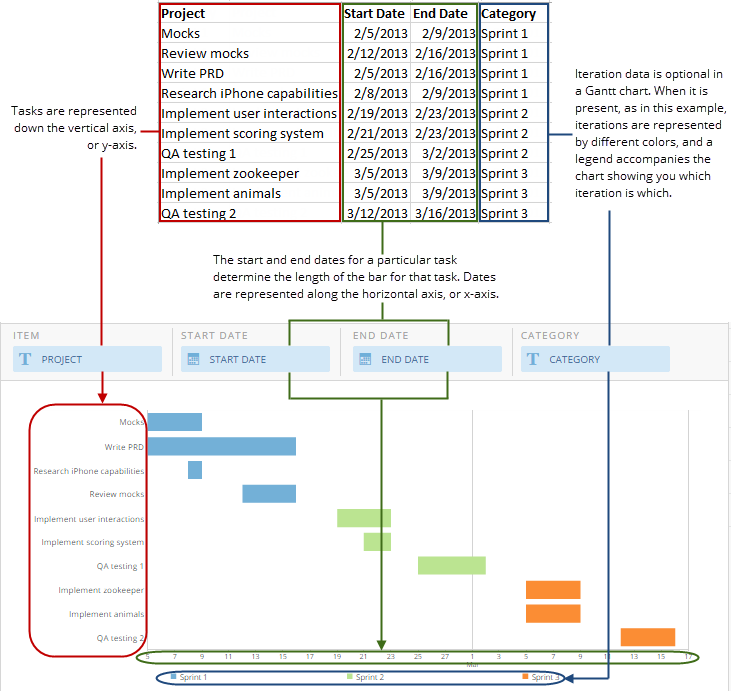 Project Start Date End Date Category
Mocks 2/5/2013 2/9/2013 Sprint 1
Review mocks 2/12/2013 2/16/2013 Sprint 1
Write PRD 2/5/2013 2/16/2013 Sprint 1
Research iPhone capabilities 2/8/2013 2/9/2013 Sprint 1
Implement user interactions 2/19/2013 2/23/2013 Sprint 2
Implement scoring system 2/21/2013 2/23/2013 Sprint 2
QA testing 1 2/25/2013 3/2/2013 Sprint 2
Implement zookeeper 3/5/2013 3/9/2013 Sprint 3
Implement animals 3/5/2013 3/9/2013 Sprint 3
QA testing 2 3/12/2013 3/16/2013 Sprint 3
Tasks are represented
down the vertical axis,
or y-axis.
Iteration data is optional in
a Gantt chart. When it is
present, as in this example,
iterations are represented
by different colors, and a
legend accompanies the
chart showing you which
iteration is which.
The start and end dates for a particular task
determine the length of the bar for that task. Dates
are represented along the horizontal axis, or x-axis.
ITEM START DATE END DATE CATEGORY
T PROJECT START DATE END DATE T CATEGORY
Mocks
Write PRD
Research iPhone capabilities
Review mocks
Implement user interactions
Implement scoring system
QA testing 1
Implement zookeeper
Implement animals
QA testing 2
5 7 9 11 13 15 17 19 21 23 25 27 1 3 5 7 9 11 13 15 17
Mar
Sprint 1 Sprint 2 Sprint 3